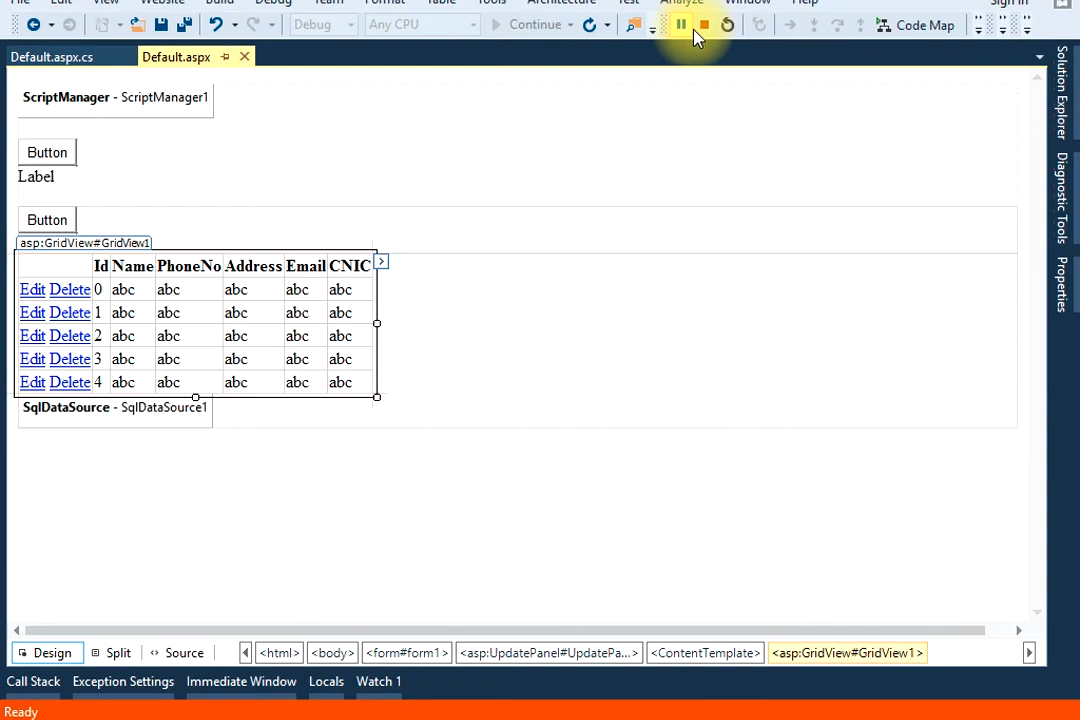 File Edit View Website Build Debug Team Format Table Tools Architecture Test Analyze Window Help Sign in
Debug Any CPU Continue Code Map
Default.aspx.cs Default.aspx
ScriptManager - ScriptManager1
Button
Label
Button
asp:GridView#GridView1
Id Name PhoneNo Address Email CNIC
Edit Delete 0 abc abc abc abc abc
Edit Delete 1 abc abc abc abc abc
Edit Delete 2 abc abc abc abc abc
Edit Delete 3 abc abc abc abc abc
Edit Delete 4 abc abc abc abc abc
SqlDataSource - SqlDataSource1
Solution Explorer
Diagnostic Tools
Properties
Design Split Source <html> <body> <form#form1> <asp:UpdatePanel#UpdatePa...> <ContentTemplate> <asp:GridView#GridView1>
Call Stack Exception Settings Immediate Window Locals Watch 1
Ready